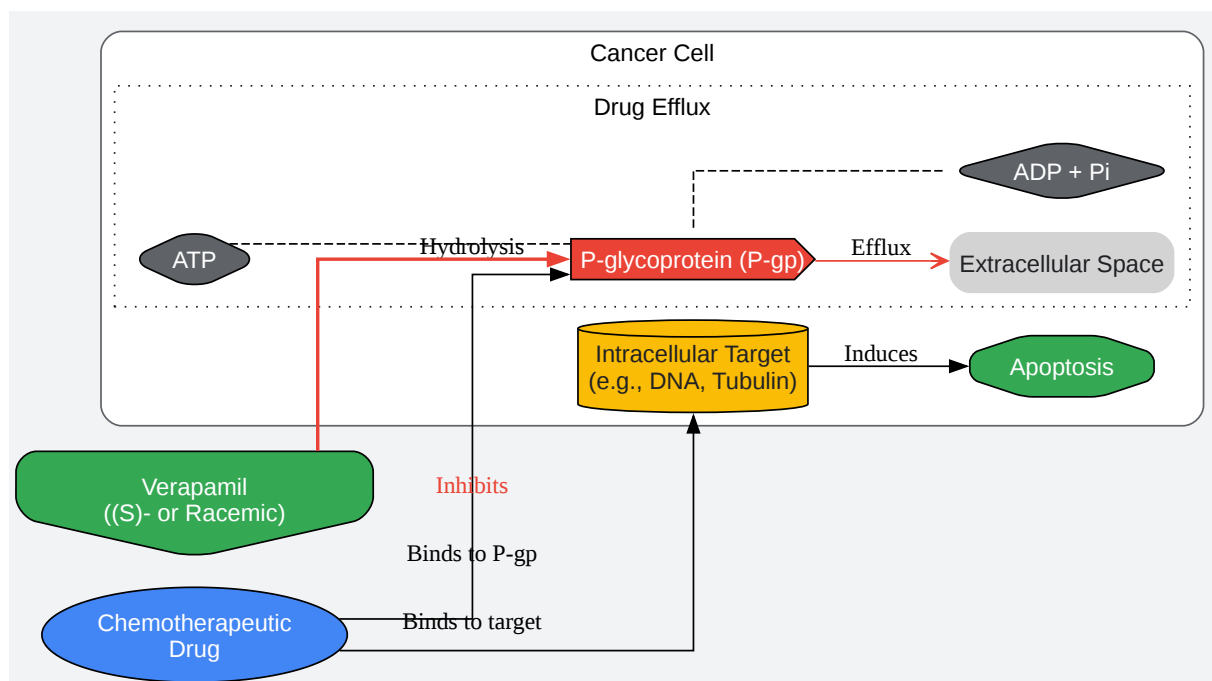 Cancer Cell
Drug Efflux
ADP + Pi
ATP
Hydrolysis
P-glycoprotein (P-gp)
Efflux
Extracellular Space
Intracellular Target
(e.g., DNA, Tubulin)
Induces
Apoptosis
Verapamil
((S)- or Racemic)
Inhibits
Binds to P-gp
Chemotherapeutic
Drug
Binds to target